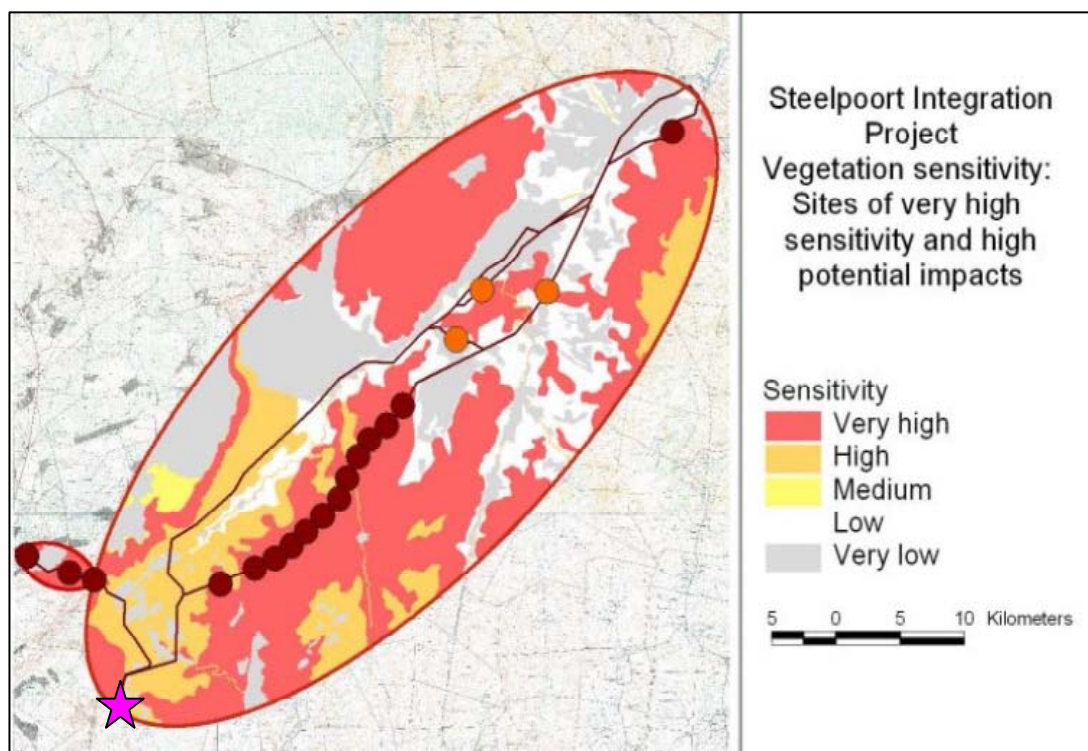 Steelpoort Integration
Project
Vegetation sensitivity:
Sites of very high
sensitivity and high
potential impacts
Sensitivity
Very high
High
Medium
Low
Very low
5 0 5 10 Kilometers